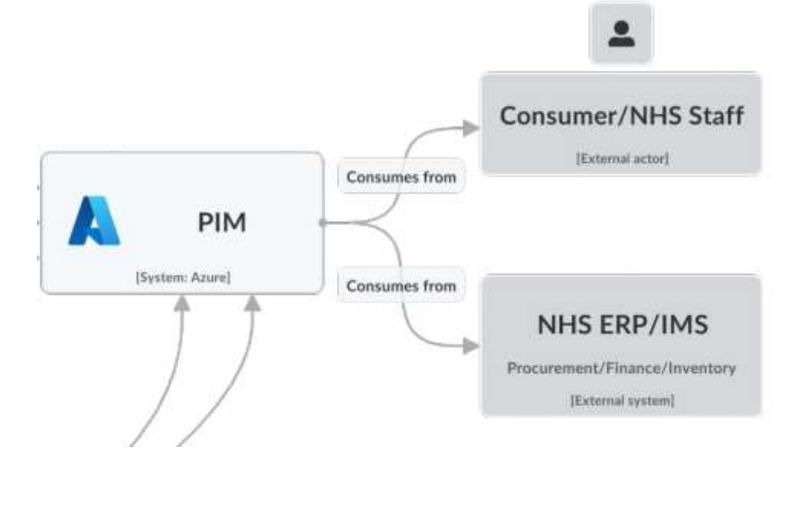 Consumer/NHS Staff
[External actor]
Consumes from
PIM
[System: Azure]
Consumes from
NHS ERP/IMS
Procurement/Finance/Inventory
[External system]